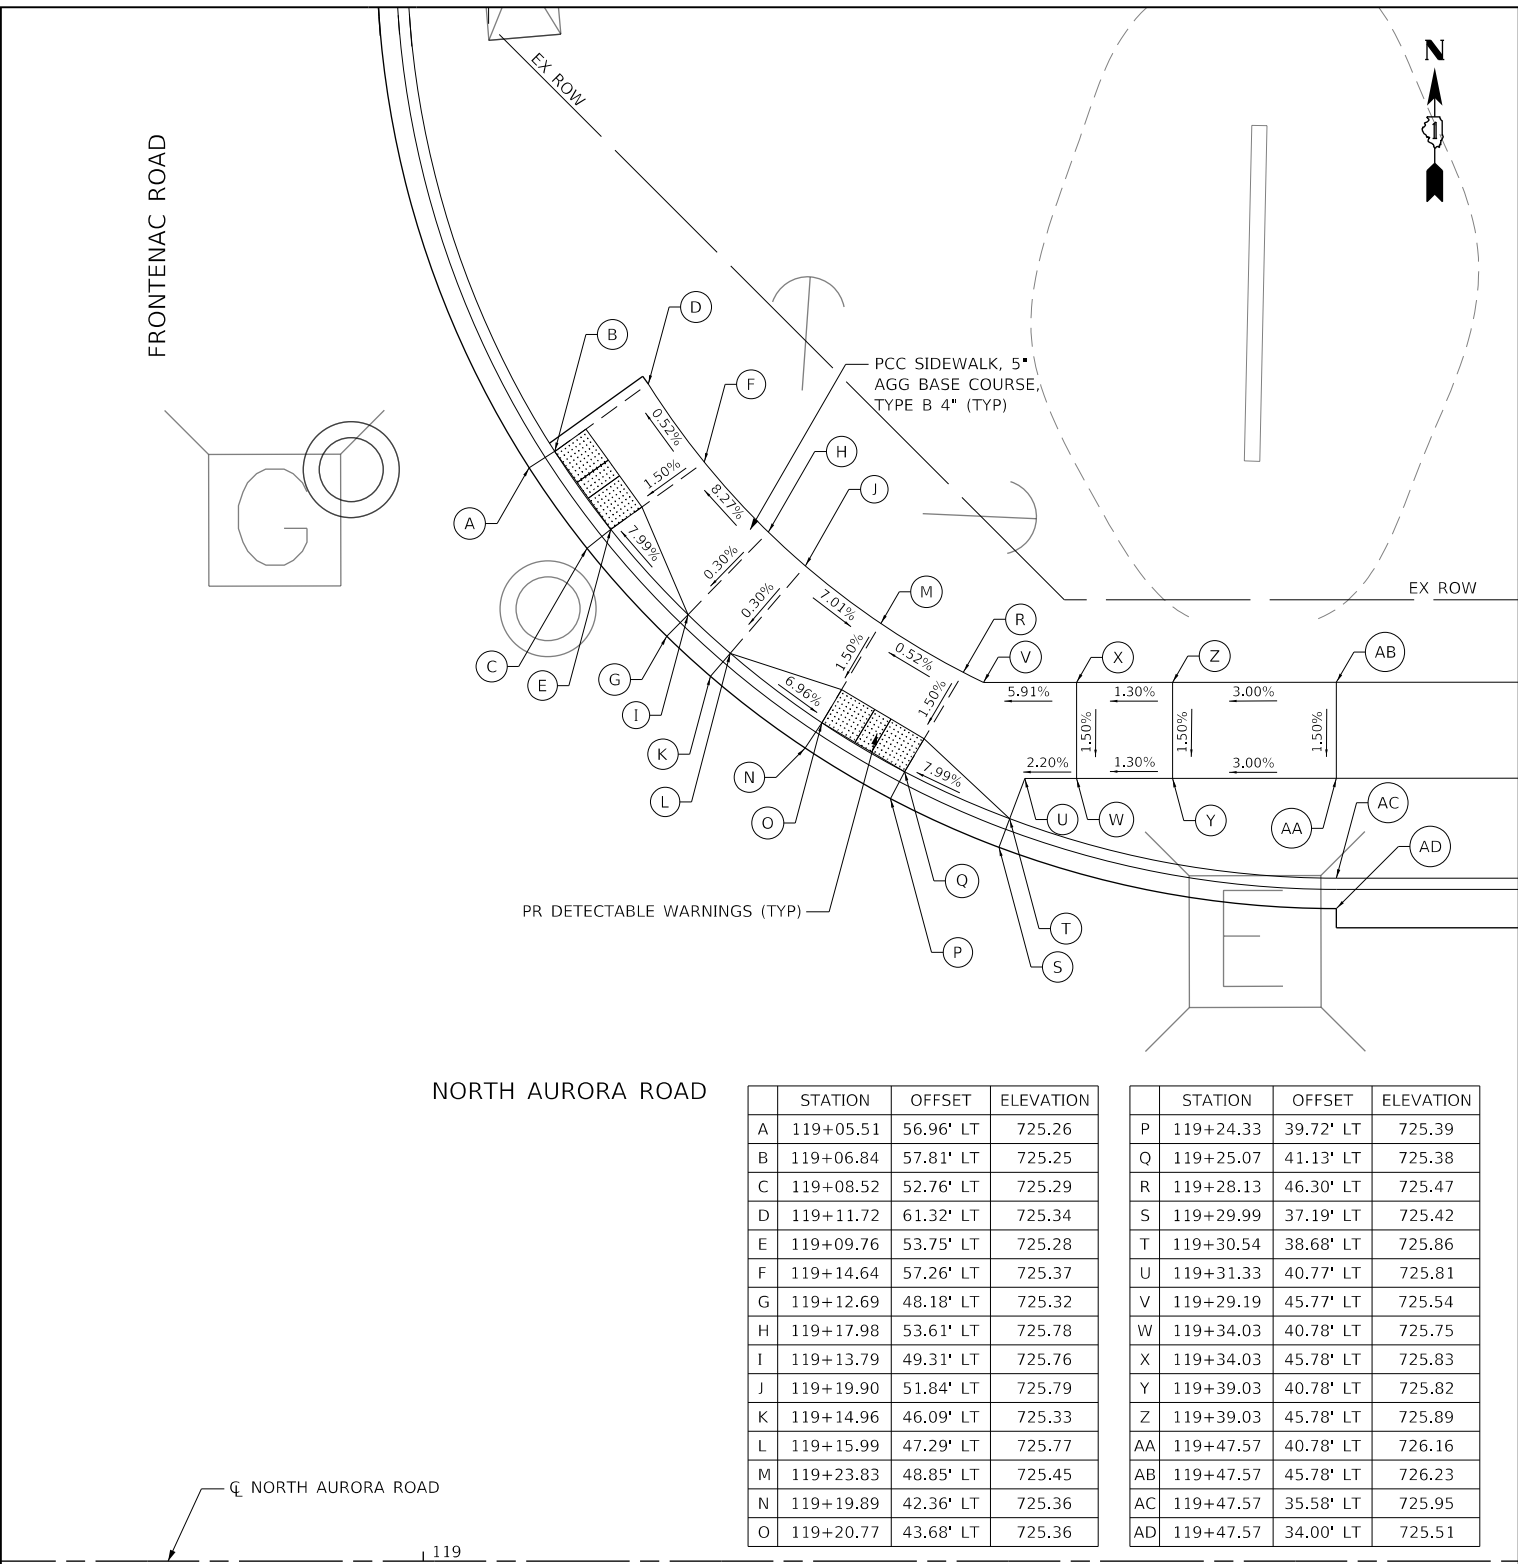 N
EX ROW
FRONTENAC ROAD
D
B
F
PCC SIDEWALK, 5"
AGG BASE COURSE,
TYPE B 4" (TYP)
0.52%
H
1.50%
8.27%
J
G
A
7.99%
0.30%
0.30%
EX ROW
7.01%
M
R
1.50%
0.52%
V
X
Z
AB
C
E
G
I
6.96%
1.50%
5.91%
1.30%
3.00%
1.50%
1.50%
1.50%
K
N
7.99%
2.20%
1.30%
3.00%
L
O
U
W
Y
AA
AC
AD
Q
E
PR DETECTABLE WARNINGS (TYP)
T
P
S
NORTH AURORA ROAD
STATION OFFSET ELEVATION
A 119+05.51 56.96' LT 725.26
B 119+06.84 57.81' LT 725.25
C 119+08.52 52.76' LT 725.29
D 119+11.72 61.32' LT 725.34
E 119+09.76 53.75' LT 725.28
F 119+14.64 57.26' LT 725.37
G 119+12.69 48.18' LT 725.32
H 119+17.98 53.61' LT 725.78
I 119+13.79 49.31' LT 725.76
J 119+19.90 51.84' LT 725.79
K 119+14.96 46.09' LT 725.33
L 119+15.99 47.29' LT 725.77
M 119+23.83 48.85' LT 725.45
N 119+19.89 42.36' LT 725.36
O 119+20.77 43.68' LT 725.36
STATION OFFSET ELEVATION
P 119+24.33 39.72' LT 725.39
Q 119+25.07 41.13' LT 725.38
R 119+28.13 46.30' LT 725.47
S 119+29.99 37.19' LT 725.42
T 119+30.54 38.68' LT 725.86
U 119+31.33 40.77' LT 725.81
V 119+29.19 45.77' LT 725.54
W 119+34.03 40.78' LT 725.75
X 119+34.03 45.78' LT 725.83
Y 119+39.03 40.78' LT 725.82
Z 119+39.03 45.78' LT 725.89
AA 119+47.57 40.78' LT 726.16
AB 119+47.57 45.78' LT 726.23
AC 119+47.57 35.58' LT 725.95
AD 119+47.57 34.00' LT 725.51
℄ NORTH AURORA ROAD
119